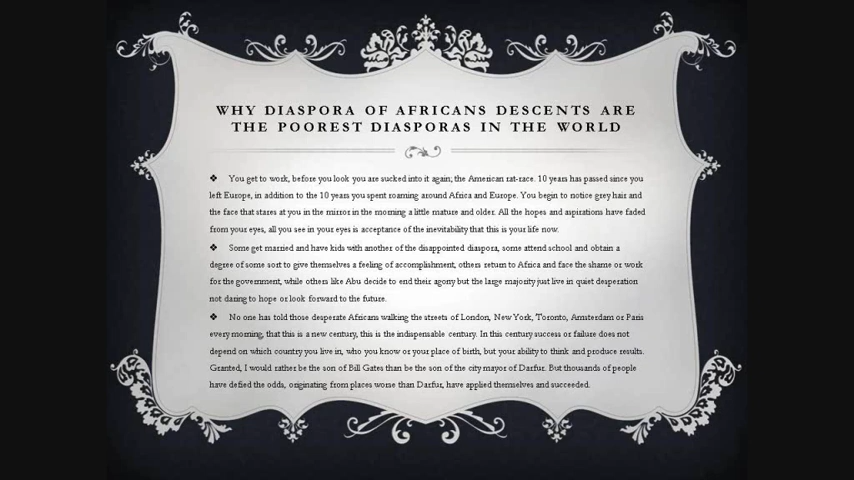 WHY DIASPORA OF AFRICANS DESCENTS ARE
THE POOREST DIASPORAS IN THE WORLD
❖ You get to work, before you look you are sucked into it again; the American rat-race. 10 years has passed since you
left Europe, in addition to the 10 years you spent roaming around Africa and Europe. You begin to notice grey hair and
the face that stares at you in the mirror in the morning a little mature and older. All the hopes and aspirations have faded
from your eyes, all you see in your eyes is acceptance of the inevitability that this is your life now.
❖ Some get married and have kids with another of the disappointed diaspora, some attend school and obtain a
degree of some sort to give themselves a feeling of accomplishment, others return to Africa and face the shame or work
for the government, while others like Abu decide to end their agony but the large majority just live in quiet desperation
not daring to hope or look forward to the future.
❖ No one has told those desperate Africans walking the streets of London, New York, Toronto, Amsterdam or Paris
every morning, that this is a new century, this is the indispensable century. In this century success or failure does not
depend on which country you live in, who you know or your place of birth, but your ability to think and produce results.
Granted, I would rather be the son of Bill Gates than be the son of the city mayor of Darfur. But thousands of people
have defied the odds, originating from places worse than Darfur, have applied themselves and succeeded.